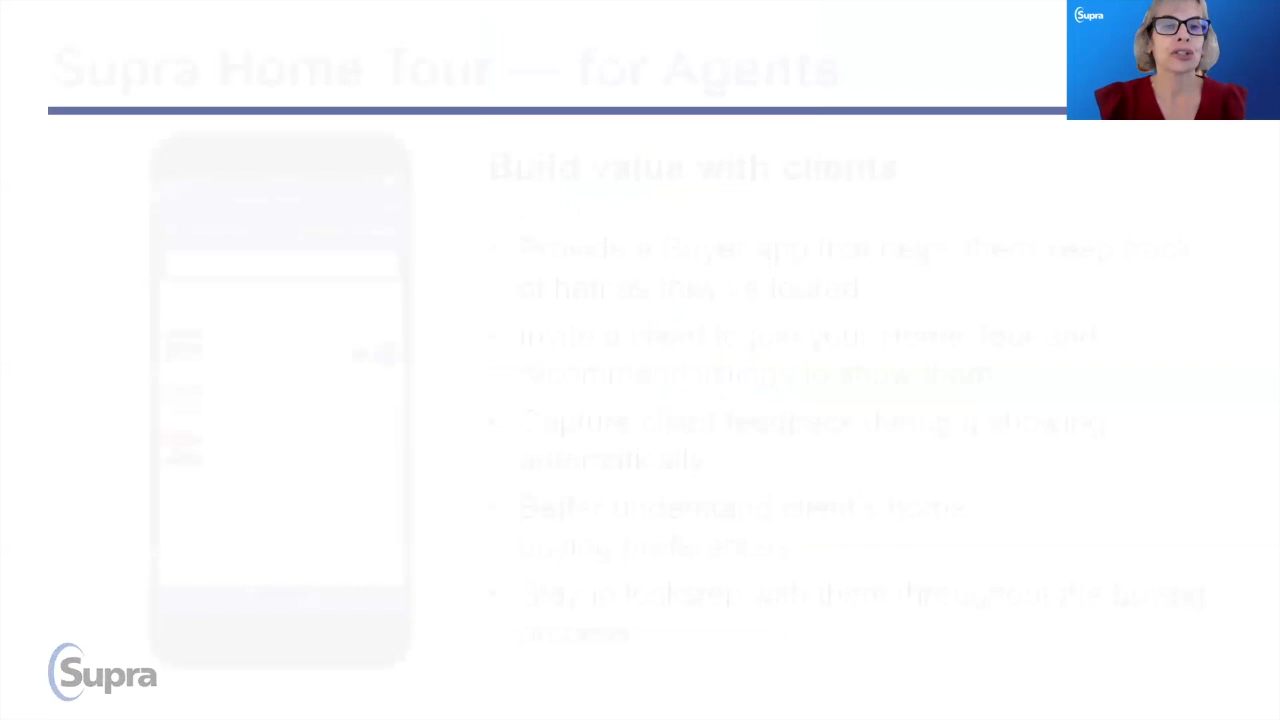 Supra
Supra Home Tour — for Agents
Build value with clients
• Provide a Buyer app that helps them keep track
of homes they've toured
• Invite a client to join your Home Tour and
recommend listings to show them
• Capture client feedback during a showing
automatically
• Better understand client's home
buying preferences
• Stay in lockstep with them throughout the buying
process
Supra